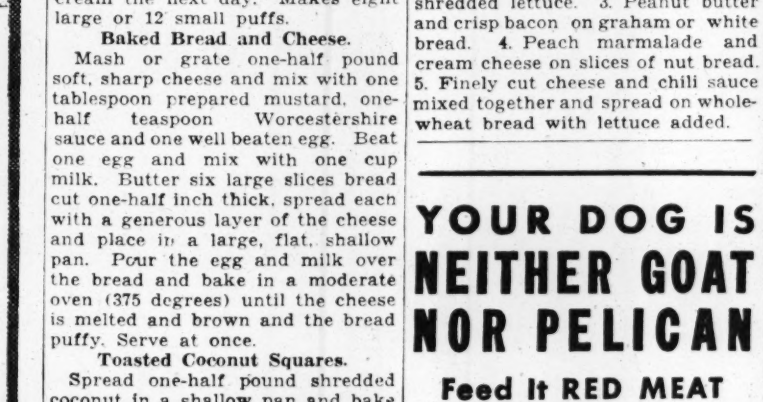 cream the next day. Makes eight
large or 12 small puffs.
Baked Bread and Cheese.
Mash or grate one-half pound
soft, sharp cheese and mix with one
tablespoon prepared mustard, one-
half teaspoon Worcestershire
sauce and one well beaten egg. Beat
one egg and mix with one cup
milk. Butter six large slices bread
cut one-half inch thick, spread each
with a generous layer of the cheese
and place in a large, flat, shallow
pan. Pour the egg and milk over
the bread and bake in a moderate
oven (375 degrees) until the cheese
is melted and brown and the bread
puffy. Serve at once.
Toasted Coconut Squares.
Spread one-half pound shredded
coconut in a shallow pan and bake
shredded lettuce. 3. Peanut butter
and crisp bacon on graham or white
bread. 4. Peach marmalade and
cream cheese on slices of nut bread.
5. Finely cut cheese and chili sauce
mixed together and spread on whole-
wheat bread with lettuce added.
YOUR DOG IS
NEITHER GOAT
NOR PELICAN
Feed It RED MEAT